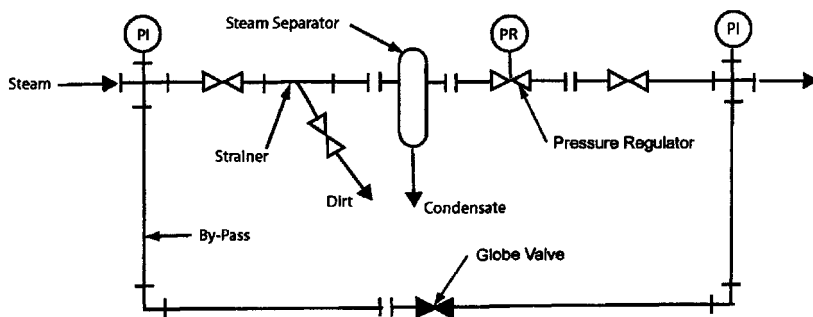 PI
Steam Separator
PR
PI
Steam
Strainer
Pressure Regulator
Dirt
Condensate
By-Pass
Globe Valve